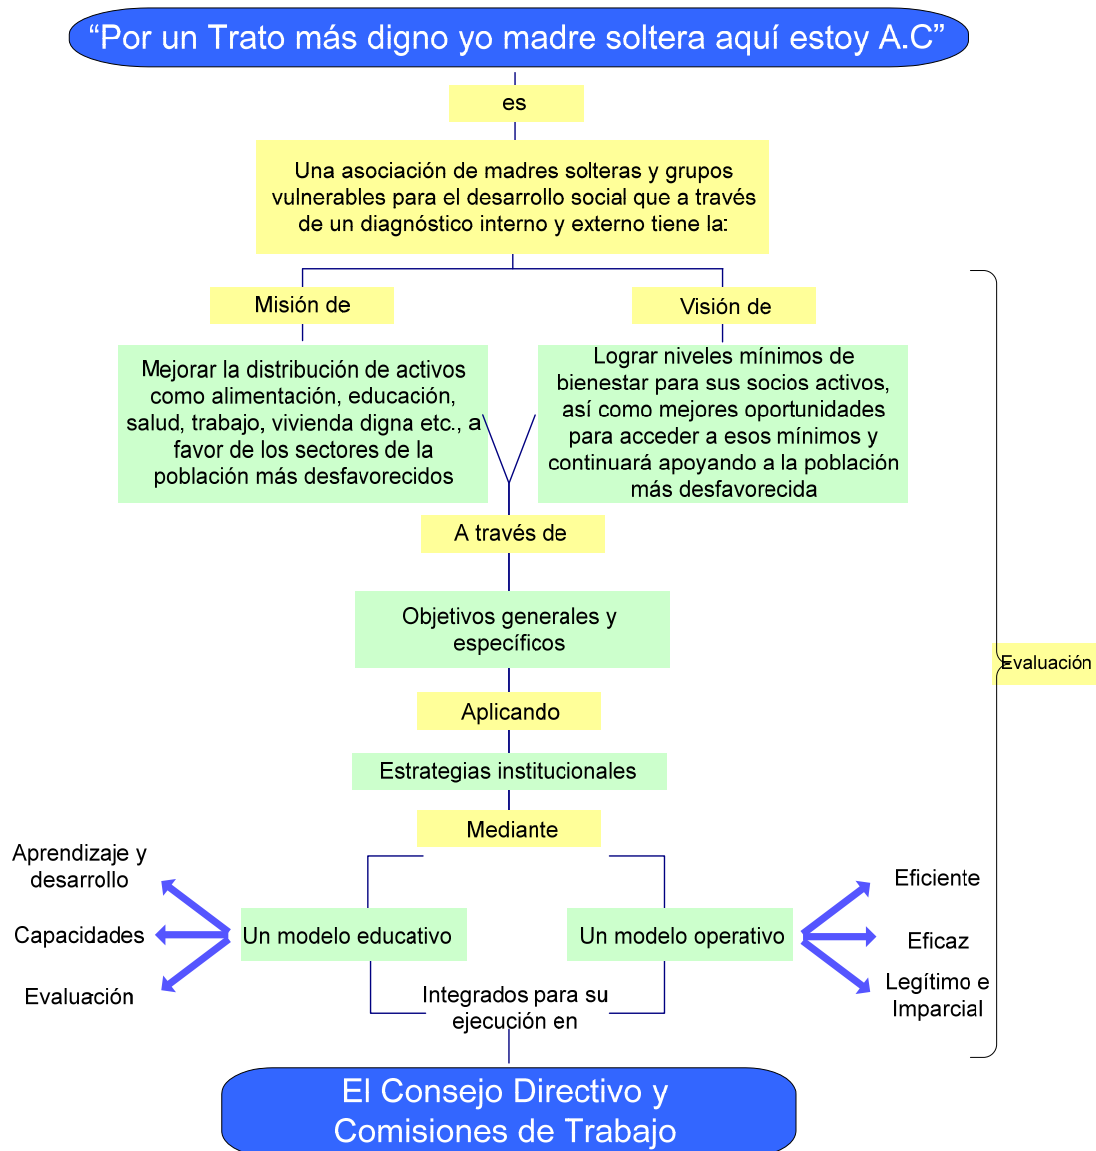 “Por un Trato más digno yo madre soltera aquí estoy A.C”
es
Una asociación de madres solteras y grupos
vulnerables para el desarrollo social que a través
de un diagnóstico interno y externo tiene la:
Misión de
Visión de
Mejorar la distribución de activos
como alimentación, educación,
salud, trabajo, vivienda digna etc., a
favor de los sectores de la
población más desfavorecidos
Lograr niveles mínimos de
bienestar para sus socios activos,
así como mejores oportunidades
para acceder a esos mínimos y
continuará apoyando a la población
más desfavorecida
A través de
Objetivos generales y
específicos
Evaluación
Aplicando
Estrategias institucionales
Mediante
Aprendizaje y
desarrollo
Capacidades
Evaluación
Un modelo educativo
Un modelo operativo
Eficiente
Eficaz
Legítimo e
Imparcial
Integrados para su
ejecución en
El Consejo Directivo y
Comisiones de Trabajo